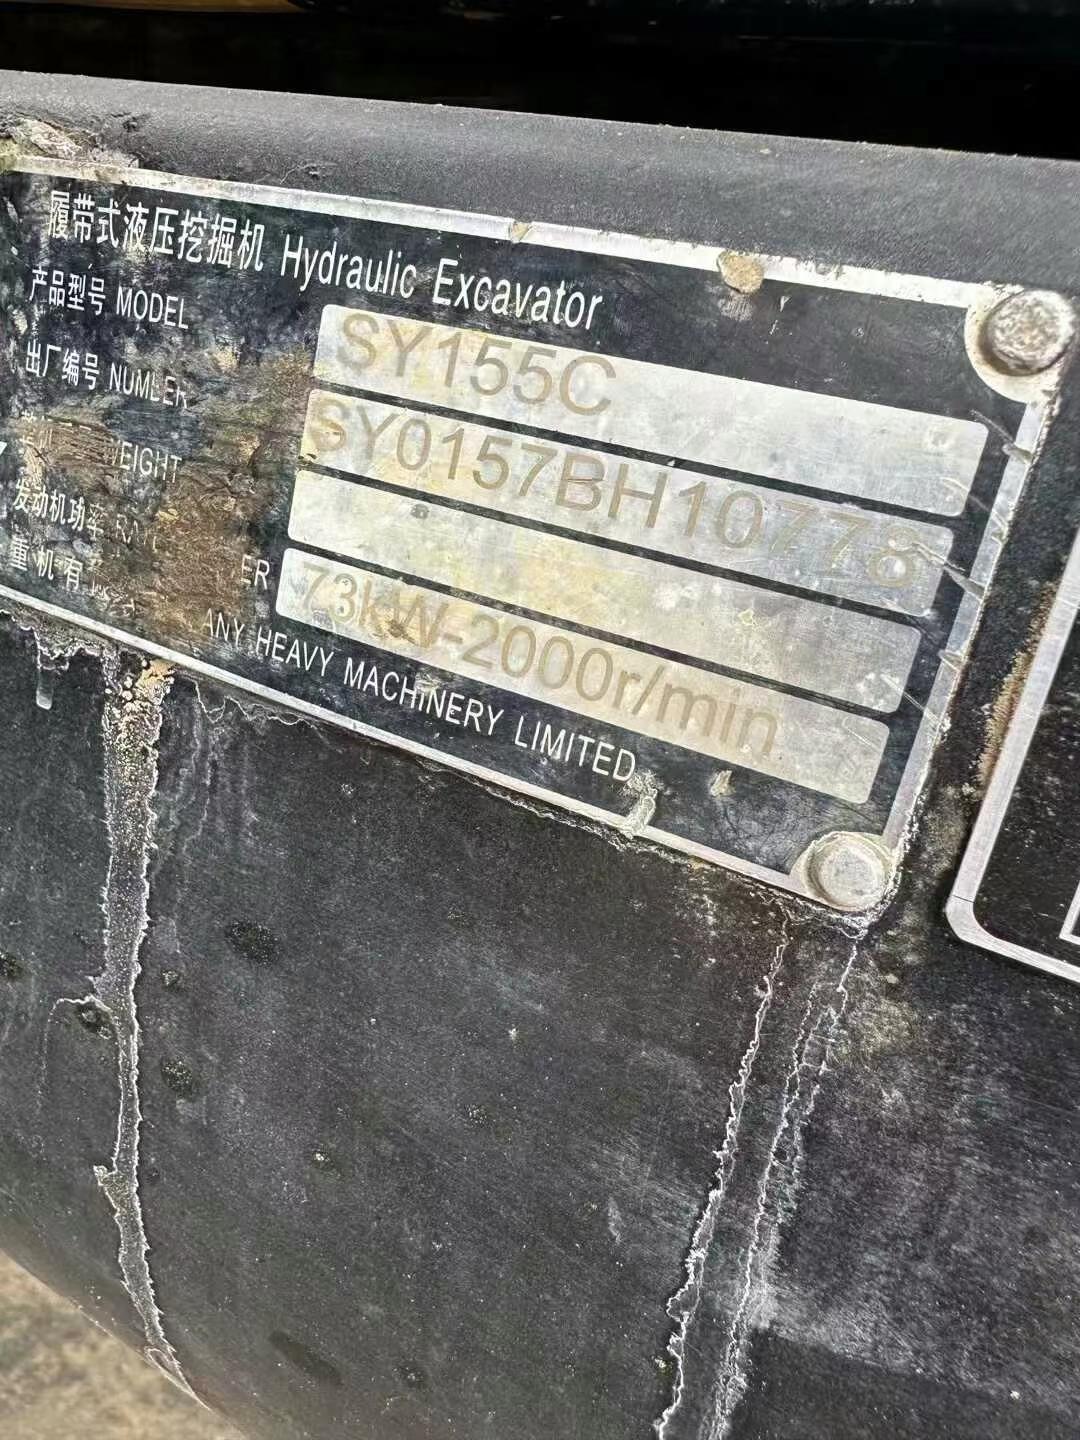 履带式液压挖掘机 Hydraulic Excavator
产品型号 MODEL SY155C
出厂编号 NUMLER SY0157BH10778
EIGHT
发动机功率 ER 73kW-2000r/min
重机有 ANY HEAVY MACHINERY LIMITED